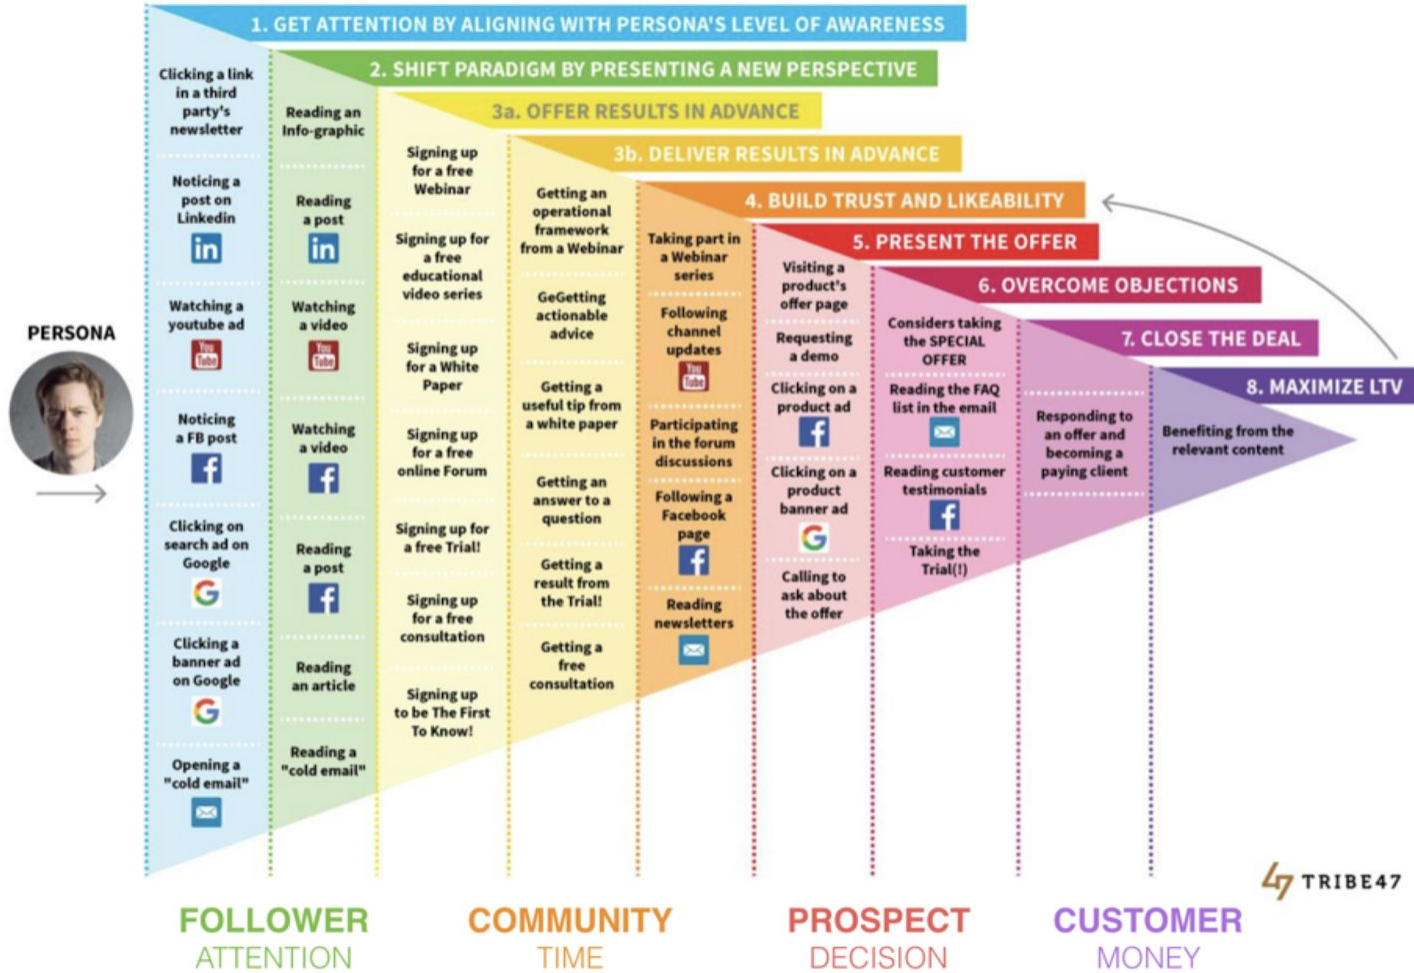 1. GET ATTENTION BY ALIGNING WITH PERSONA'S LEVEL OF AWARENESS
2. SHIFT PARADIGM BY PRESENTING A NEW PERSPECTIVE
3a. OFFER RESULTS IN ADVANCE
3b. DELIVER RESULTS IN ADVANCE
4. BUILD TRUST AND LIKEABILITY
5. PRESENT THE OFFER
6. OVERCOME OBJECTIONS
7. CLOSE THE DEAL
8. MAXIMIZE LTV
PERSONA
Clicking a link
in a third
party's
newsletter
Noticing a
post on
Linkedin
in
Watching a
youtube ad
You
Tube
Noticing
a FB post
f
Clicking on
search ad on
Google
G
Clicking a
banner ad
on Google
G
Opening a
"cold email"
Reading an
Info-graphic
Reading
a post
in
Watching
a video
You
Tube
Watching
a video
f
Reading
a post
f
Reading
an article
Reading a
"cold email"
Signing up
for a free
Webinar
Signing up for
a free
educational
video series
Signing up
for a White
Paper
Signing up
for a free
online Forum
Signing up for
a free Trial!
Signing up
for a free
consultation
Signing up
to be The First
To Know!
Getting an
operational
framework
from a Webinar
GeGetting
actionable
advice
Getting a
useful tip from
a white paper
Getting an
answer to a
question
Getting a
result from
the Trial!
Getting a
free
consultation
Taking part in
a Webinar
series
Following
channel
updates
You
Tube
Participating
in the forum
discussions
Following a
Facebook
page
f
Reading
newsletters
Visiting a
product's
offer page
Requesting
a demo
Clicking on a
product ad
f
Clicking on a
product
banner ad
G
Calling to
ask about
the offer
Considers taking
the SPECIAL
OFFER
Reading the FAQ
list in the email
Reading customer
testimonials
f
Taking the
Trial(!)
Responding to
an offer and
becoming a
paying client
Benefiting from the
relevant content
47 TRIBE47
FOLLOWER
ATTENTION
COMMUNITY
TIME
PROSPECT
DECISION
CUSTOMER
MONEY